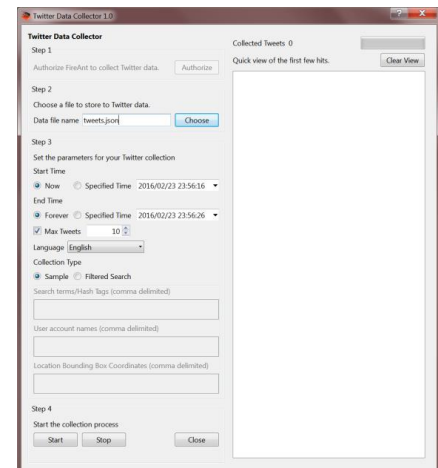 Twitter Data Collector 1.0
Twitter Data Collector
Step 1
Authorize FireAnt to collect Twitter data. Authorize
Step 2
Choose a file to store to Twitter data.
Data file name tweets.json Choose
Step 3
Set the parameters for your Twitter collection
Start Time
Now Specified Time 2016/02/23 23:56:16
End Time
Forever Specified Time 2016/02/23 23:56:26
Max Tweets 10
Language English
Collection Type
Sample Filtered Search
Search terms/Hash Tags (comma delimited)
User account names (comma delimited)
Location Bounding Box Coordinates (comma delimited)
Step 4
Start the collection process
Start Stop Close
Collected Tweets 0
Quick view of the first few hits. Clear View